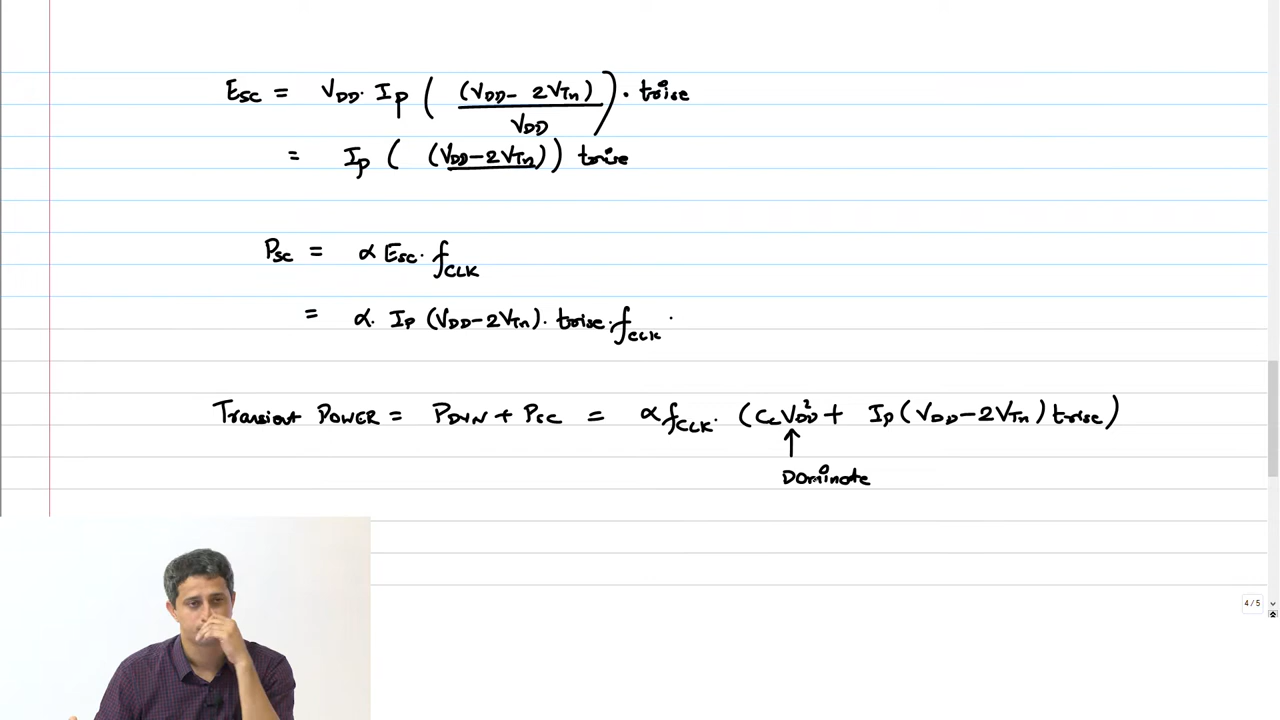 Esc = VDD. Ip ( (VDD - 2VTn) / VDD ) . trise
= Ip ( (VDD-2VTn) ) trise
Psc = α Esc. fCLK
= α. Ip (VDD-2VTn). trise. fCLK .
Transient POWER = PDYN + Psc = α fCLK. (CL VDD² + Ip (VDD-2VTn) trise)
↑
Dominate
4/5